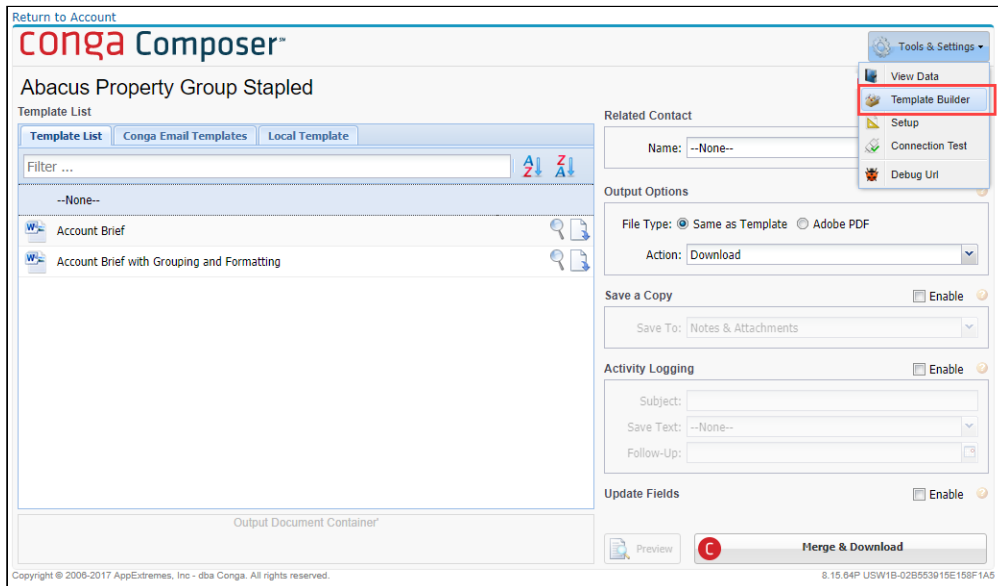 Return to Account
conga Composer™
Tools & Settings
View Data
Template Builder
Setup
Connection Test
Debug Url
Abacus Property Group Stapled
Template List
Template List Conga Email Templates Local Template
Filter ...
--None--
Account Brief
Account Brief with Grouping and Formatting
Output Document Container'
Related Contact
Name: --None--
Output Options
File Type: Same as Template Adobe PDF
Action: Download
Save a Copy Enable
Save To: Notes & Attachments
Activity Logging Enable
Subject:
Save Text: --None--
Follow-Up:
Update Fields Enable
Preview Merge & Download
Copyright © 2006-2017 AppExtremes, Inc - dba Conga. All rights reserved. 8.15.64P USW1B-02B553915E158F1A5